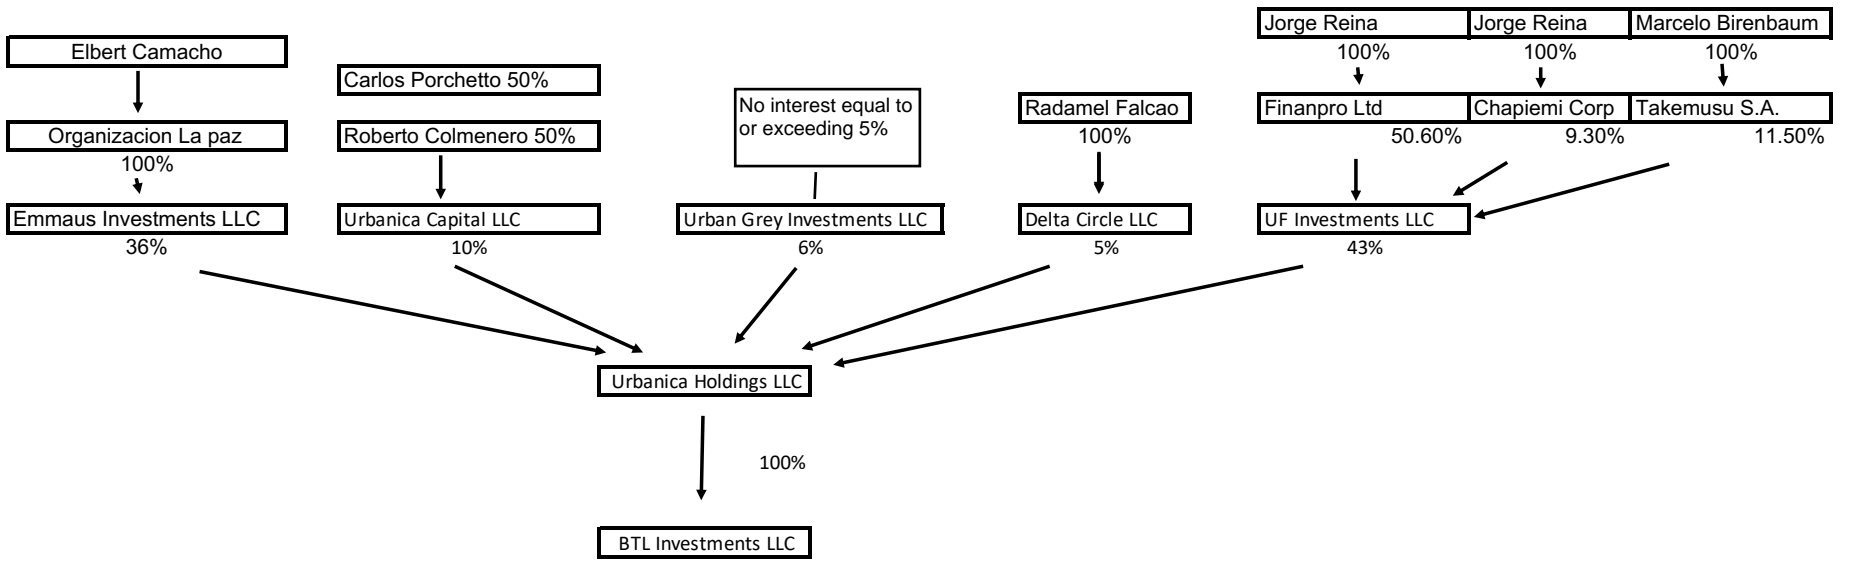 Jorge Reina
Jorge Reina
Marcelo Birenbaum
Elbert Camacho
100%
100%
100%
Carlos Porchetto 50%
No interest equal to
or exceeding 5%
Radamel Falcao
Finanpro Ltd
Chapiemi Corp
Takemusu S.A.
Organizacion La paz
Roberto Colmenero 50%
100%
50.60%
9.30%
11.50%
100%
Emmaus Investments LLC
Urbanica Capital LLC
Urban Grey Investments LLC
Delta Circle LLC
UF Investments LLC
36%
10%
6%
5%
43%
Urbanica Holdings LLC
100%
BTL Investments LLC